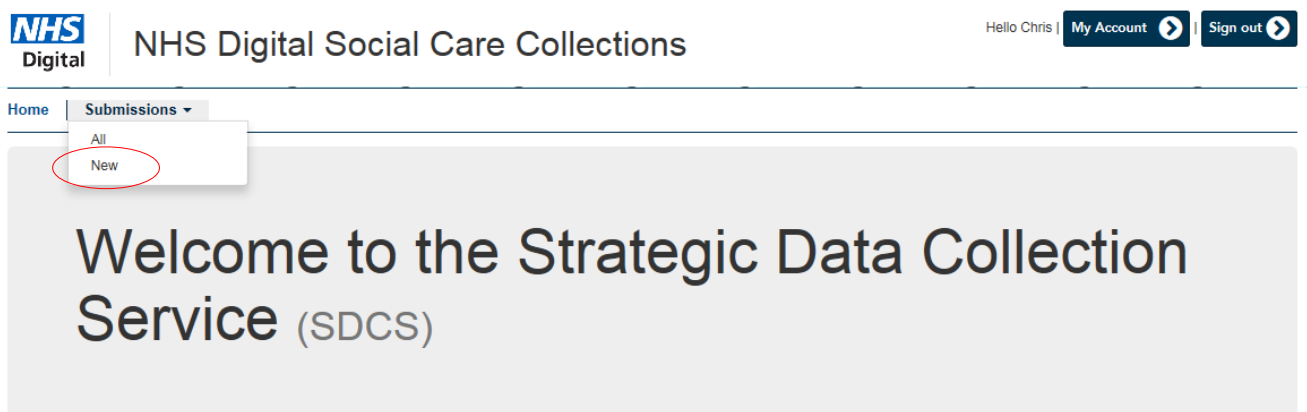 NHS
Digital
NHS Digital Social Care Collections
Hello Chris | My Account | Sign out
Home Submissions
All
New
Welcome to the Strategic Data Collection
Service (SDCS)